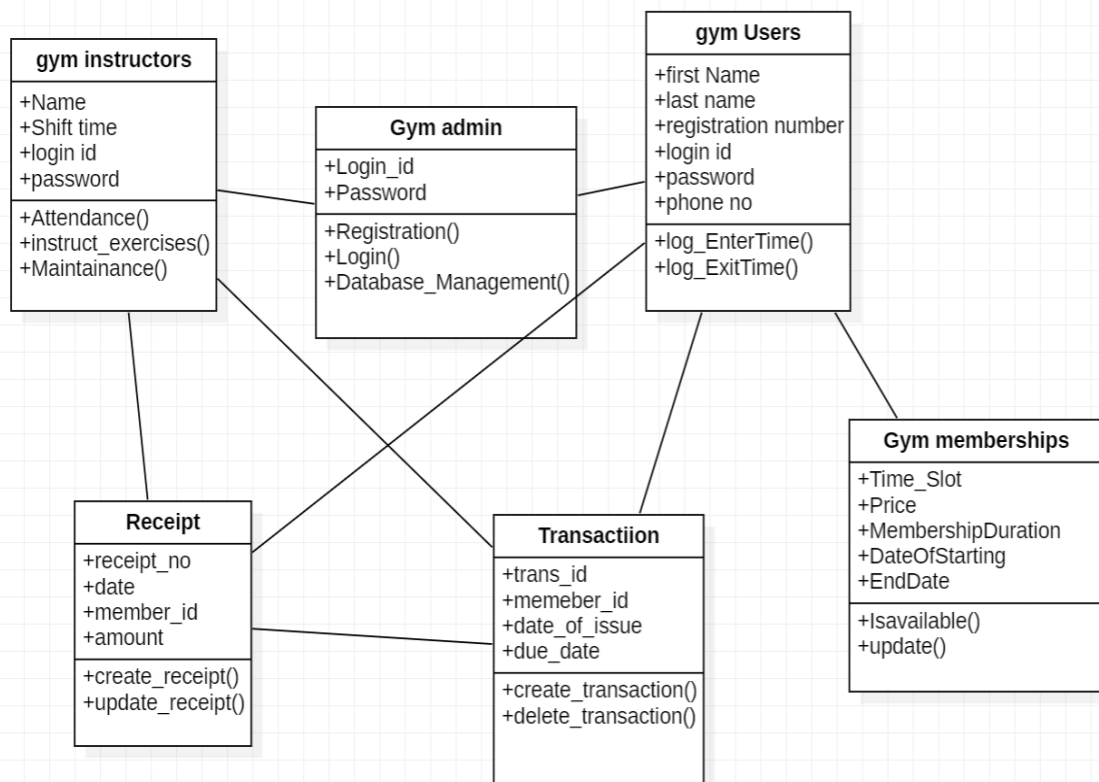 gym instructors
+Name
+Shift time
+login id
+password
+Attendance()
+instruct_exercises()
+Maintainance()
Gym admin
+Login_id
+Password
+Registration()
+Login()
+Database_Management()
gym Users
+first Name
+last name
+registration number
+login id
+password
+phone no
+log_EnterTime()
+log_ExitTime()
Receipt
+receipt_no
+date
+member_id
+amount
+create_receipt()
+update_receipt()
Transactiion
+trans_id
+memeber_id
+date_of_issue
+due_date
+create_transaction()
+delete_transaction()
Gym memberships
+Time_Slot
+Price
+MembershipDuration
+DateOfStarting
+EndDate
+Isavailable()
+update()